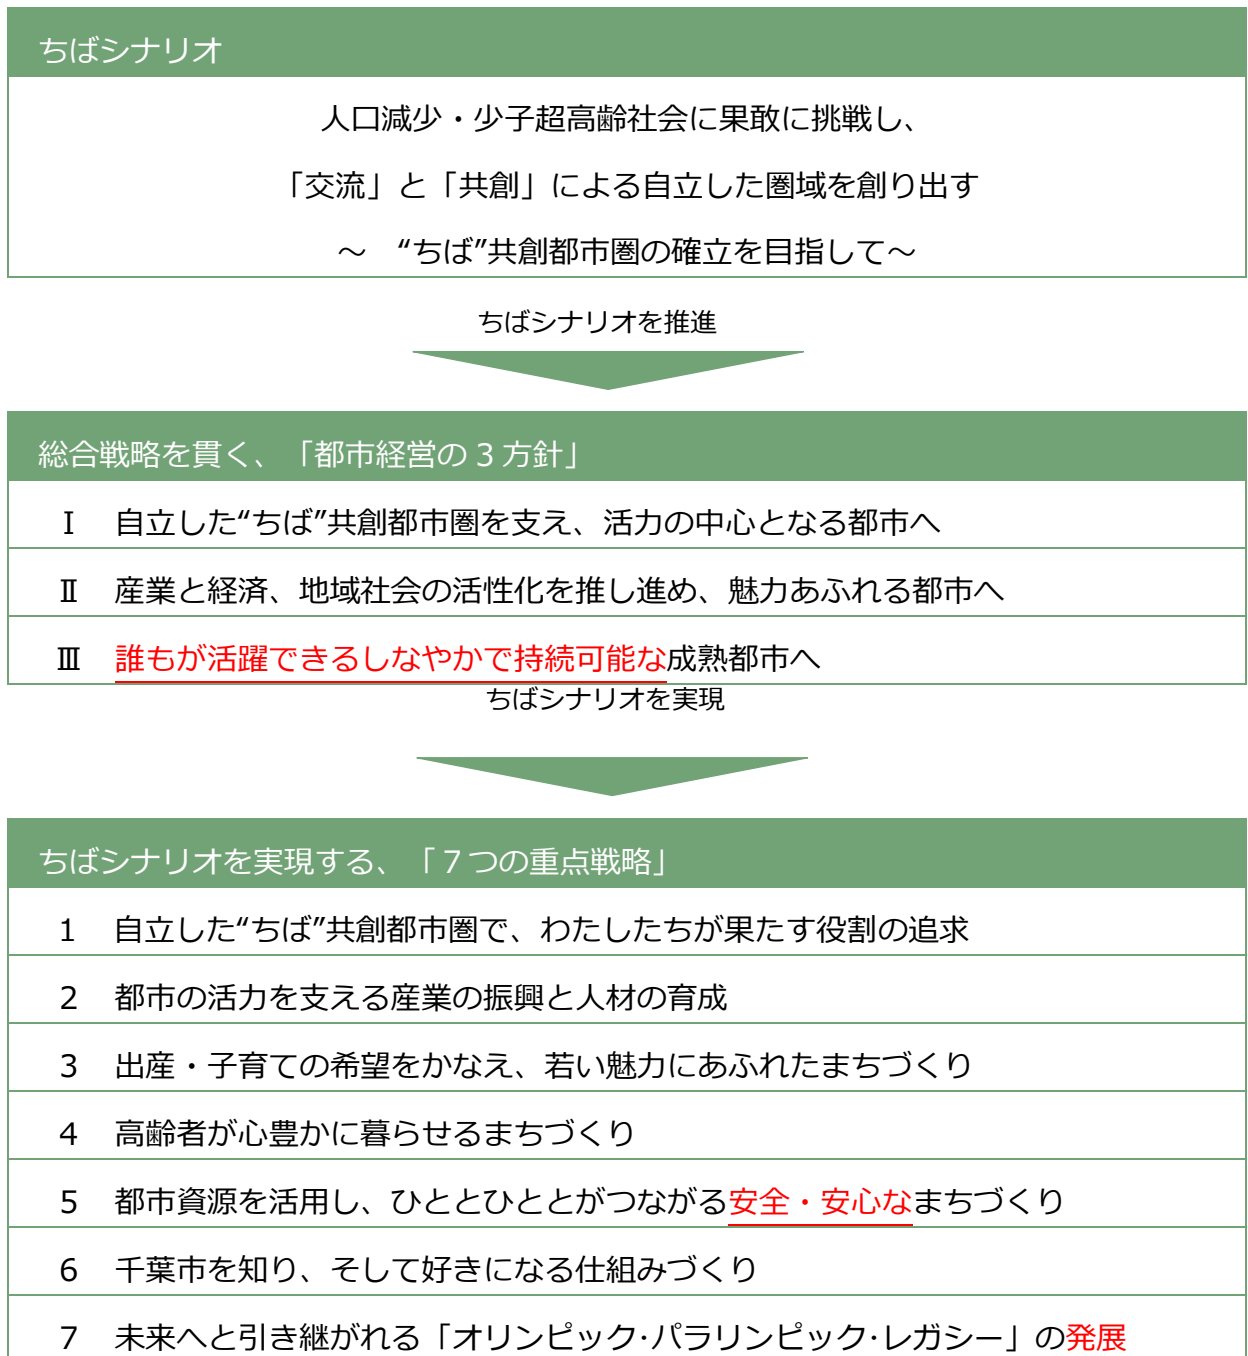 ちばシナリオ
人口減少・少子超高齢社会に果敢に挑戦し、
「交流」と「共創」による自立した圏域を創り出す
～　“ちば”共創都市圏の確立を目指して～
ちばシナリオを推進
総合戦略を貫く、「都市経営の３方針」
Ⅰ　自立した“ちば”共創都市圏を支え、活力の中心となる都市へ
Ⅱ　産業と経済、地域社会の活性化を推し進め、魅力あふれる都市へ
Ⅲ　誰もが活躍できるしなやかで持続可能な成熟都市へ
ちばシナリオを実現
ちばシナリオを実現する、「７つの重点戦略」
1　自立した“ちば”共創都市圏で、わたしたちが果たす役割の追求
2　都市の活力を支える産業の振興と人材の育成
3　出産・子育ての希望をかなえ、若い魅力にあふれたまちづくり
4　高齢者が心豊かに暮らせるまちづくり
5　都市資源を活用し、ひととひととがつながる安全・安心なまちづくり
6　千葉市を知り、そして好きになる仕組みづくり
7　未来へと引き継がれる「オリンピック･パラリンピック･レガシー」の発展